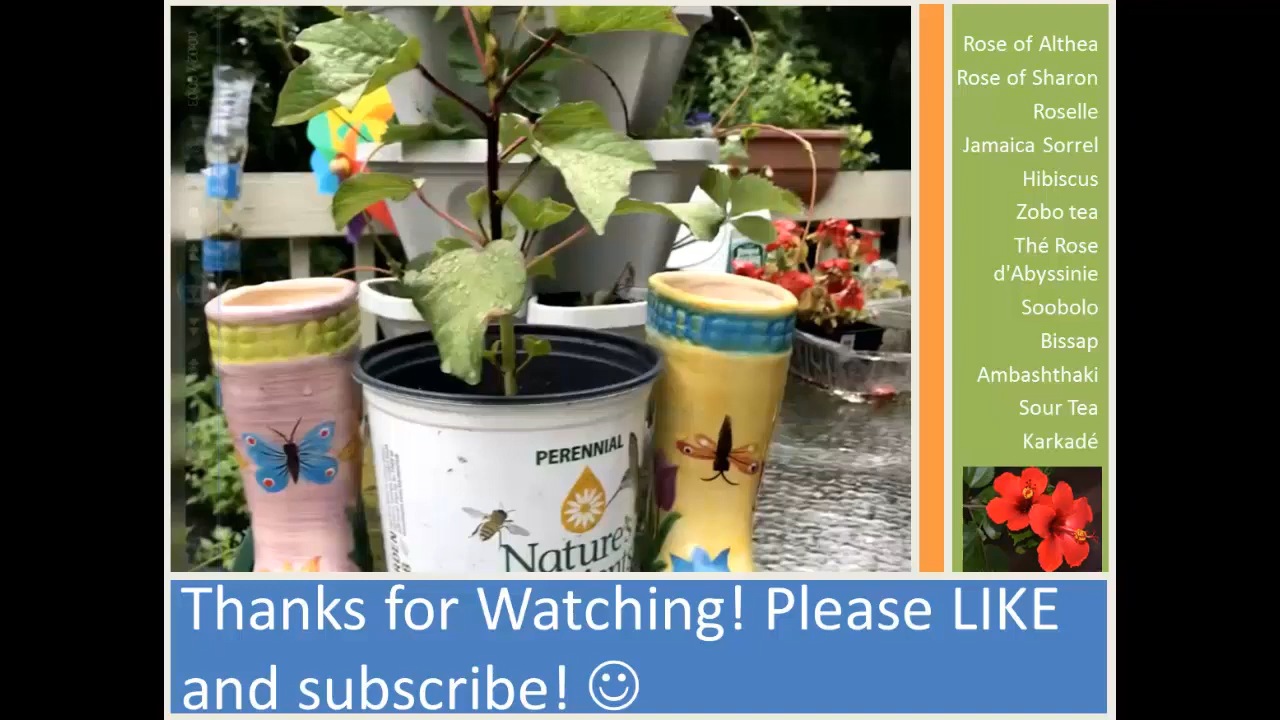 Rose of Althea
Rose of Sharon
Roselle
Jamaica Sorrel
Hibiscus
Zobo tea
Thé Rose
d'Abyssinie
Soobolo
Bissap
Ambashthaki
Sour Tea
Karkadé
PERENNIAL
Nature's
Thanks for Watching! Please LIKE
and subscribe! ☺